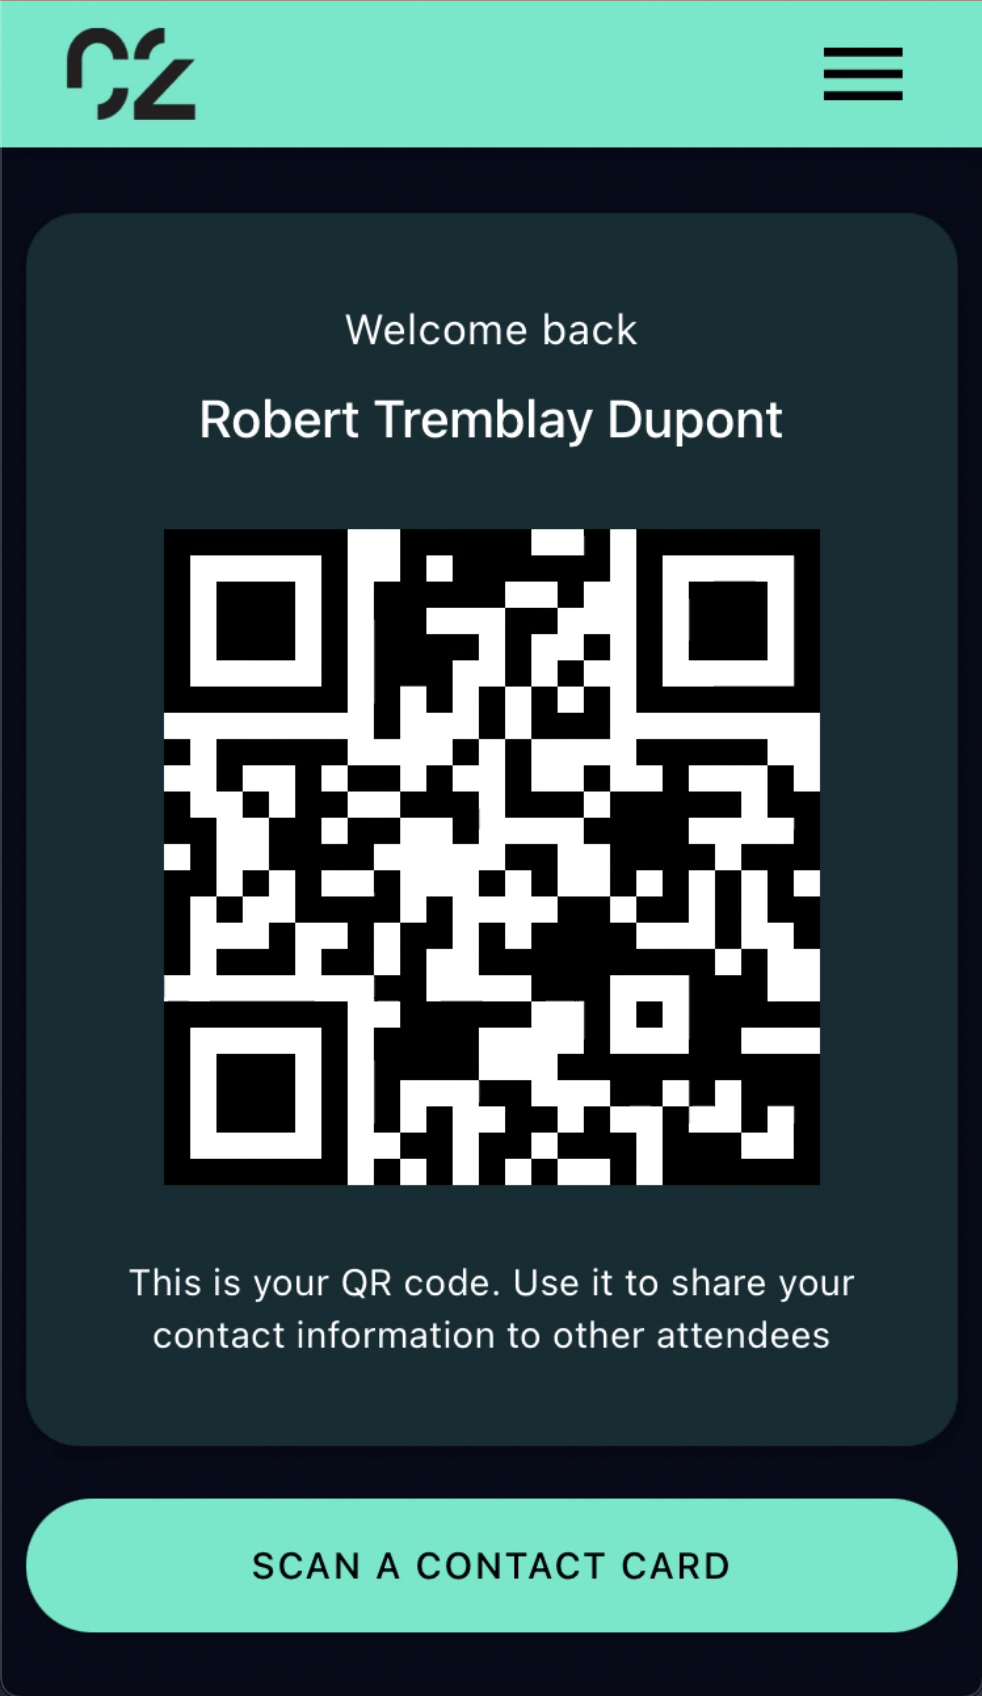 C2
Welcome back
Robert Tremblay Dupont
This is your QR code. Use it to share your
contact information to other attendees
SCAN A CONTACT CARD